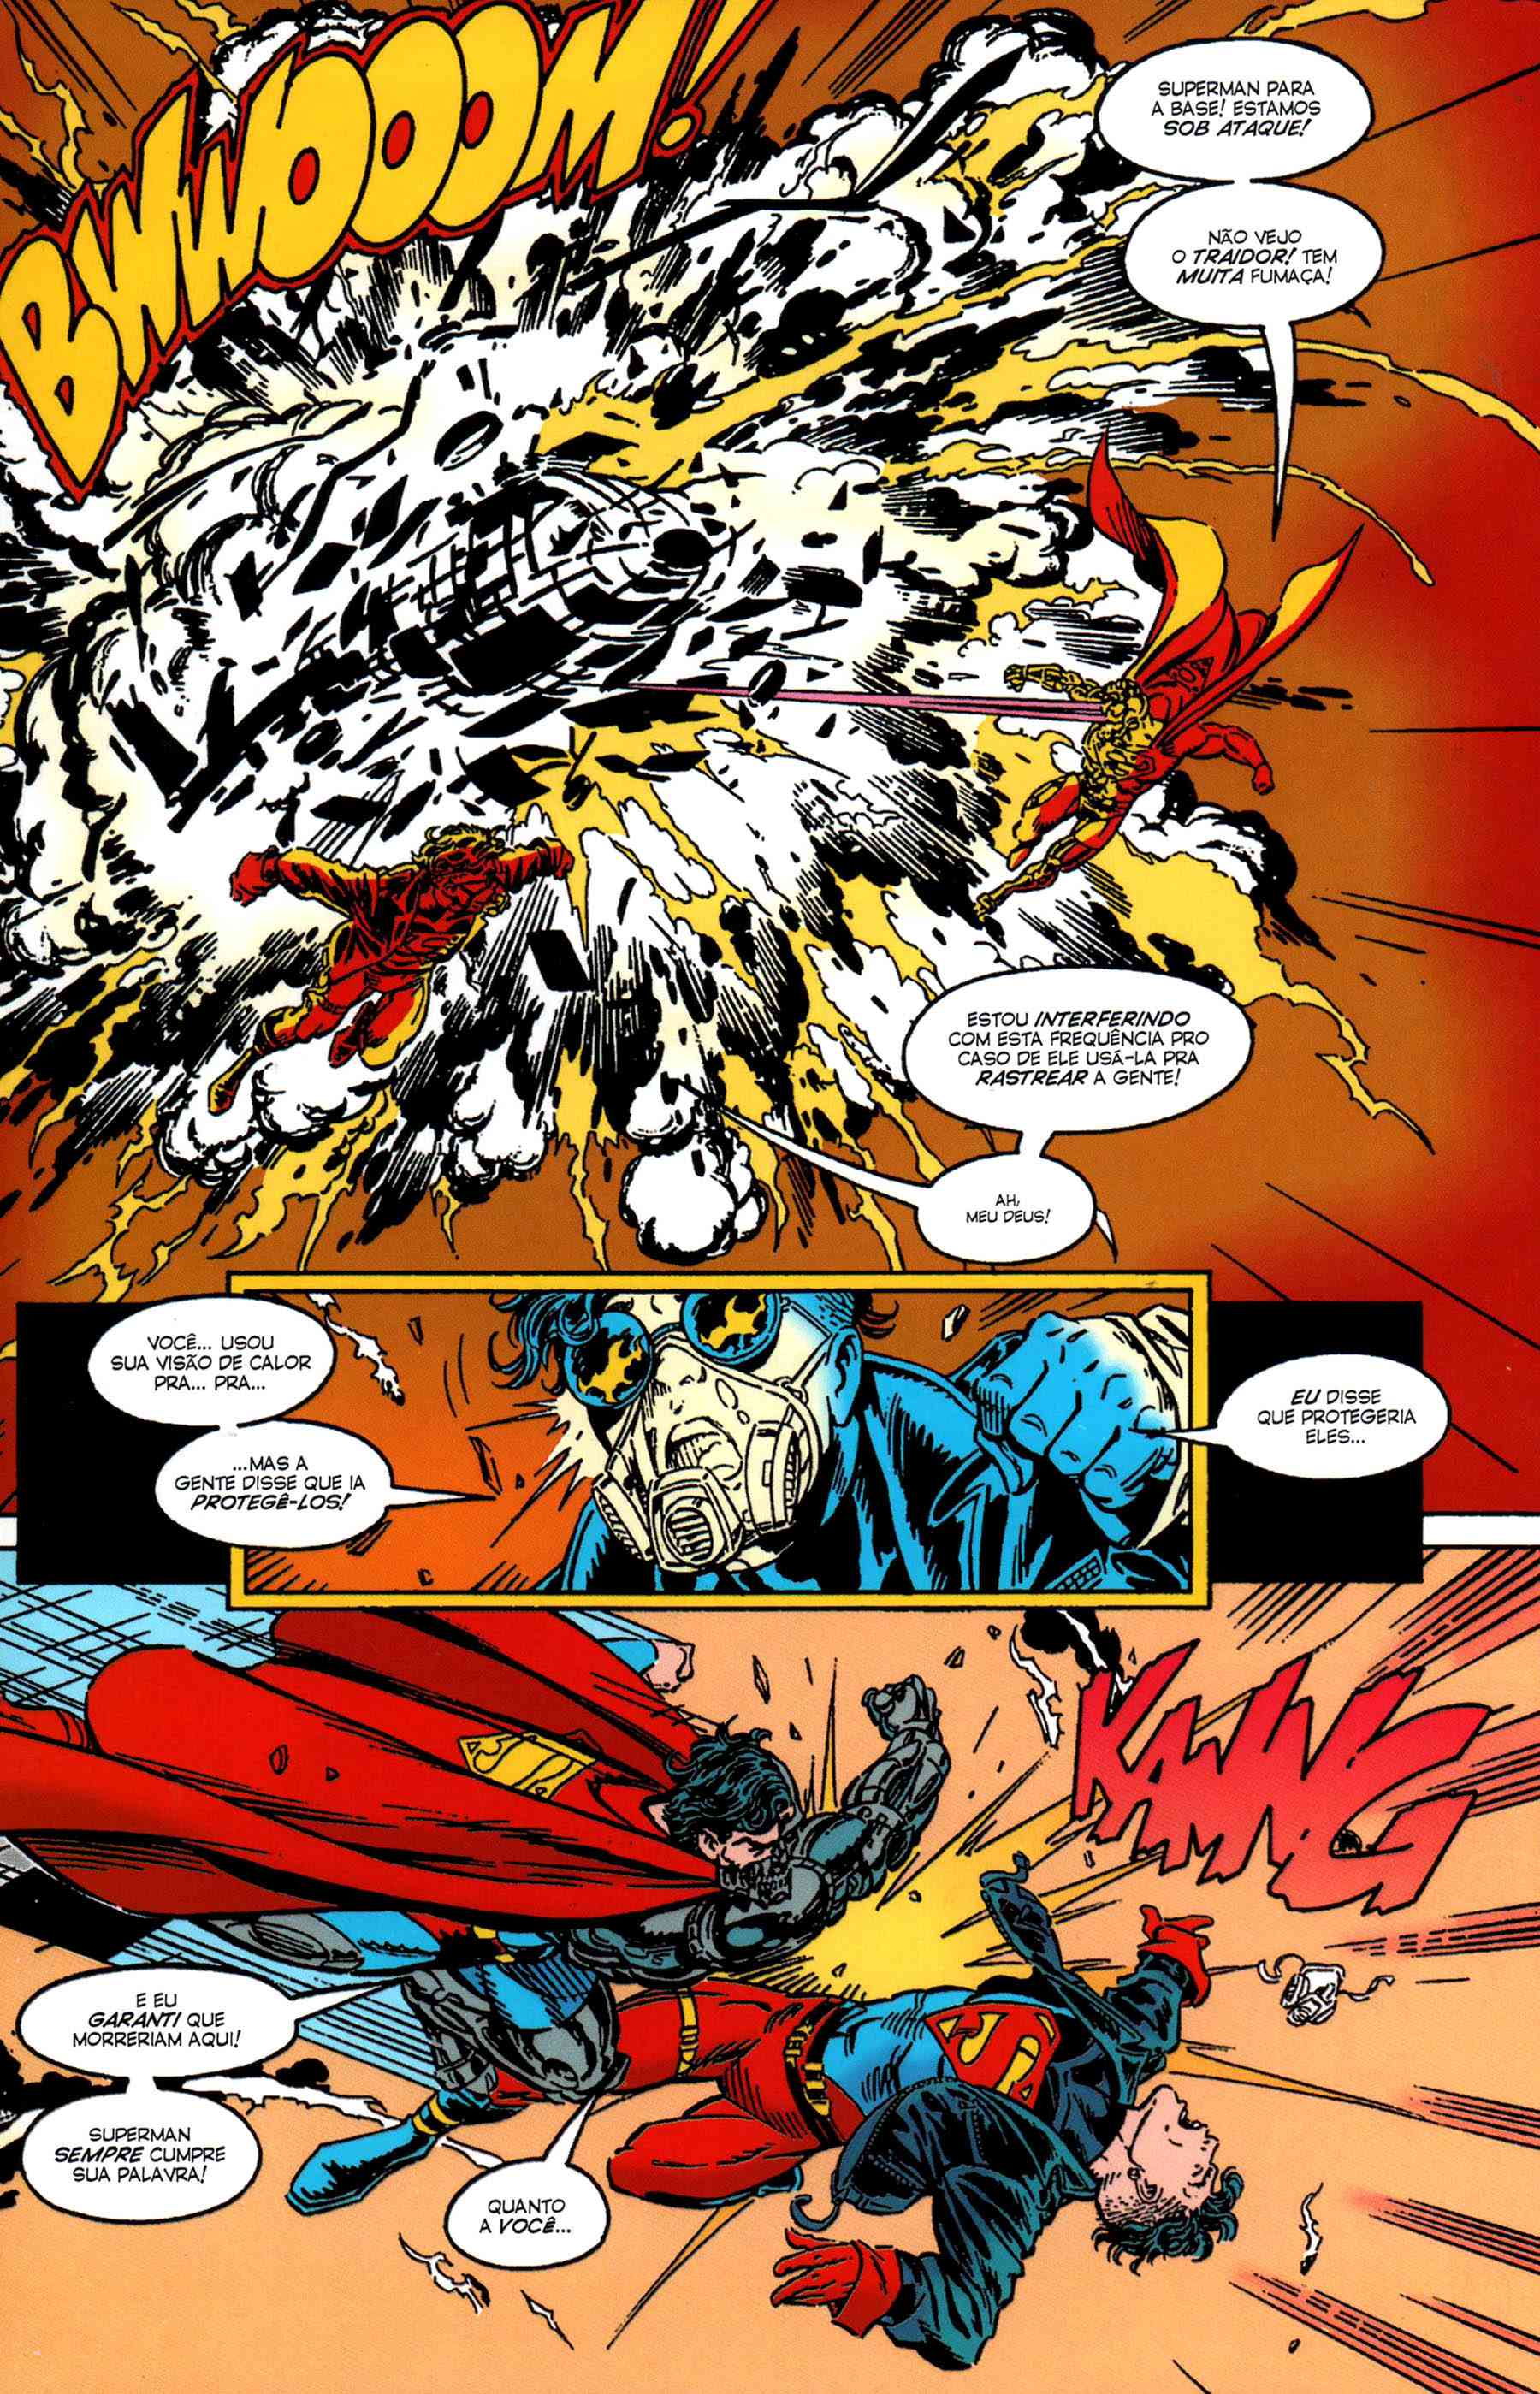 BWWWOOOM!
SUPERMAN PARA
A BASE! ESTAMOS
SOB ATAQUE!
NÃO VEJO
O TRAIDOR! TEM
MUITA FUMAÇA!
ESTOU INTERFERINDO
COM ESTA FREQUÊNCIA PRO
CASO DE ELE USÁ-LA PRA
RASTREAR A GENTE!
AH,
MEU DEUS!
VOCÊ... USOU
SUA VISÃO DE CALOR
PRA... PRA...
...MAS A
GENTE DISSE QUE IA
PROTEGÊ-LOS!
EU DISSE
QUE PROTEGERIA
ELES...
KANNG
E EU
GARANTI QUE
MORRERIAM AQUI!
SUPERMAN
SEMPRE CUMPRE
SUA PALAVRA!
QUANTO
A VOCÊ...